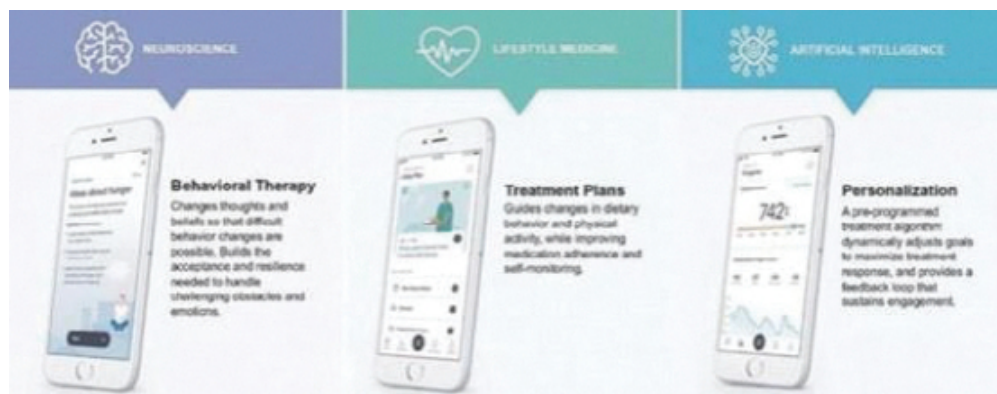 NEUROSCIENCE
LIFESTYLE MEDICINE
ARTIFICIAL INTELLIGENCE
Behavioral Therapy
Changes thoughts and
beliefs so that difficult
behavior changes are
possible. Builds the
acceptance and resilience
needed to handle
challenging obstacles and
emotions.
Treatment Plans
Guides changes in dietary
behavior and physical
activity, while improving
medication adherence and
self-monitoring.
742
Personalization
A pre-programmed
treatment algorithm
dynamically adjusts goals
to maximize treatment
response, and provides a
feedback loop that
sustains engagement.